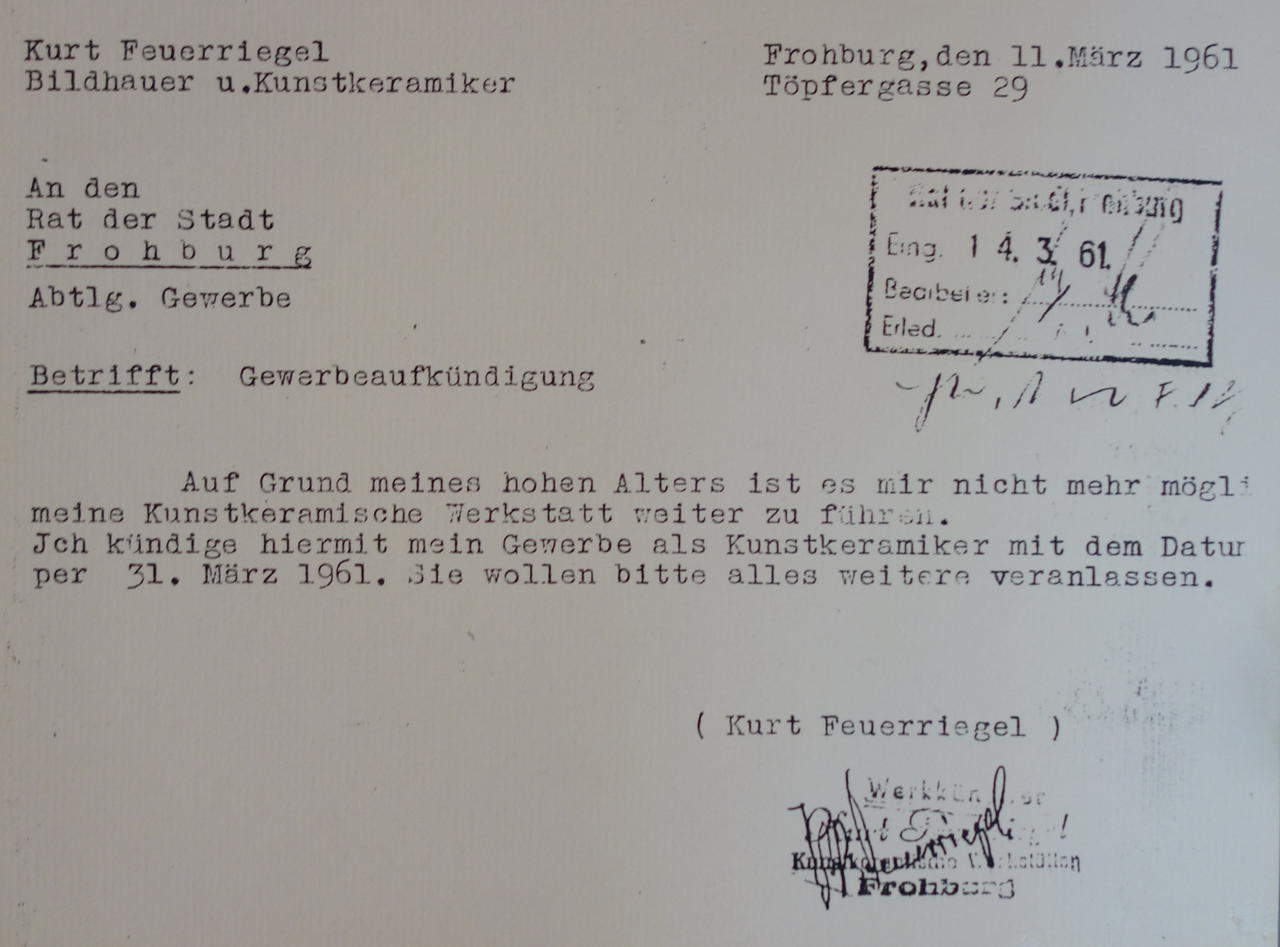 Kurt Feuerriegel
Bildhauer u.Kunstkeramiker
Frohburg,den 11.März 1961
Töpfergasse 29
An den
Rat der Stadt
F r o h b u r g
Abtlg. Gewerbe
Eing. 14. 3. 61.
Bearbeiter:
Erled.
Betrifft: Gewerbeaufkündigung
Auf Grund meines hohen Alters ist es mir nicht mehr mögli
meine Kunstkeramische Werkstatt weiter zu führen.
Jch kündige hiermit mein Gewerbe als Kunstkeramiker mit dem Datum
per 31. März 1961. Sie wollen bitte alles weitere veranlassen.
( Kurt Feuerriegel )
Feuerriegel
Frohburg